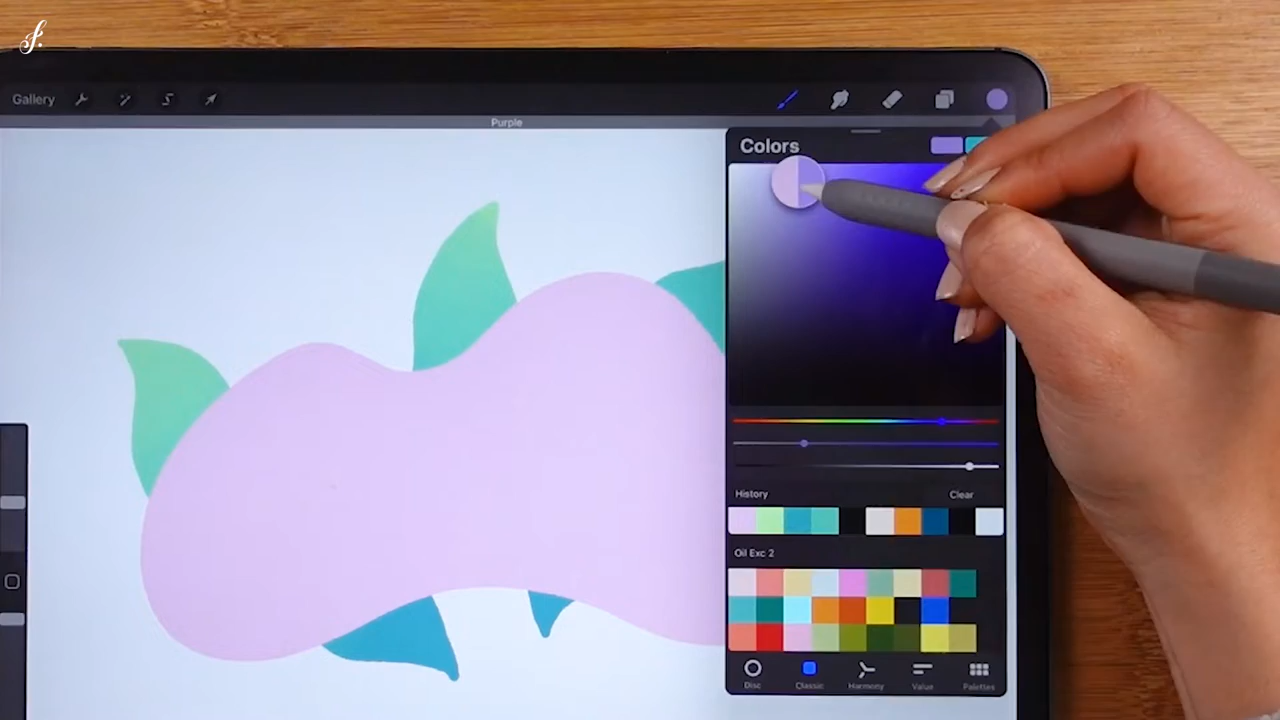 f.
Gallery
Purple
Colors
History Clear
Oil Exc 2
Disc Classic Harmony Value Palettes